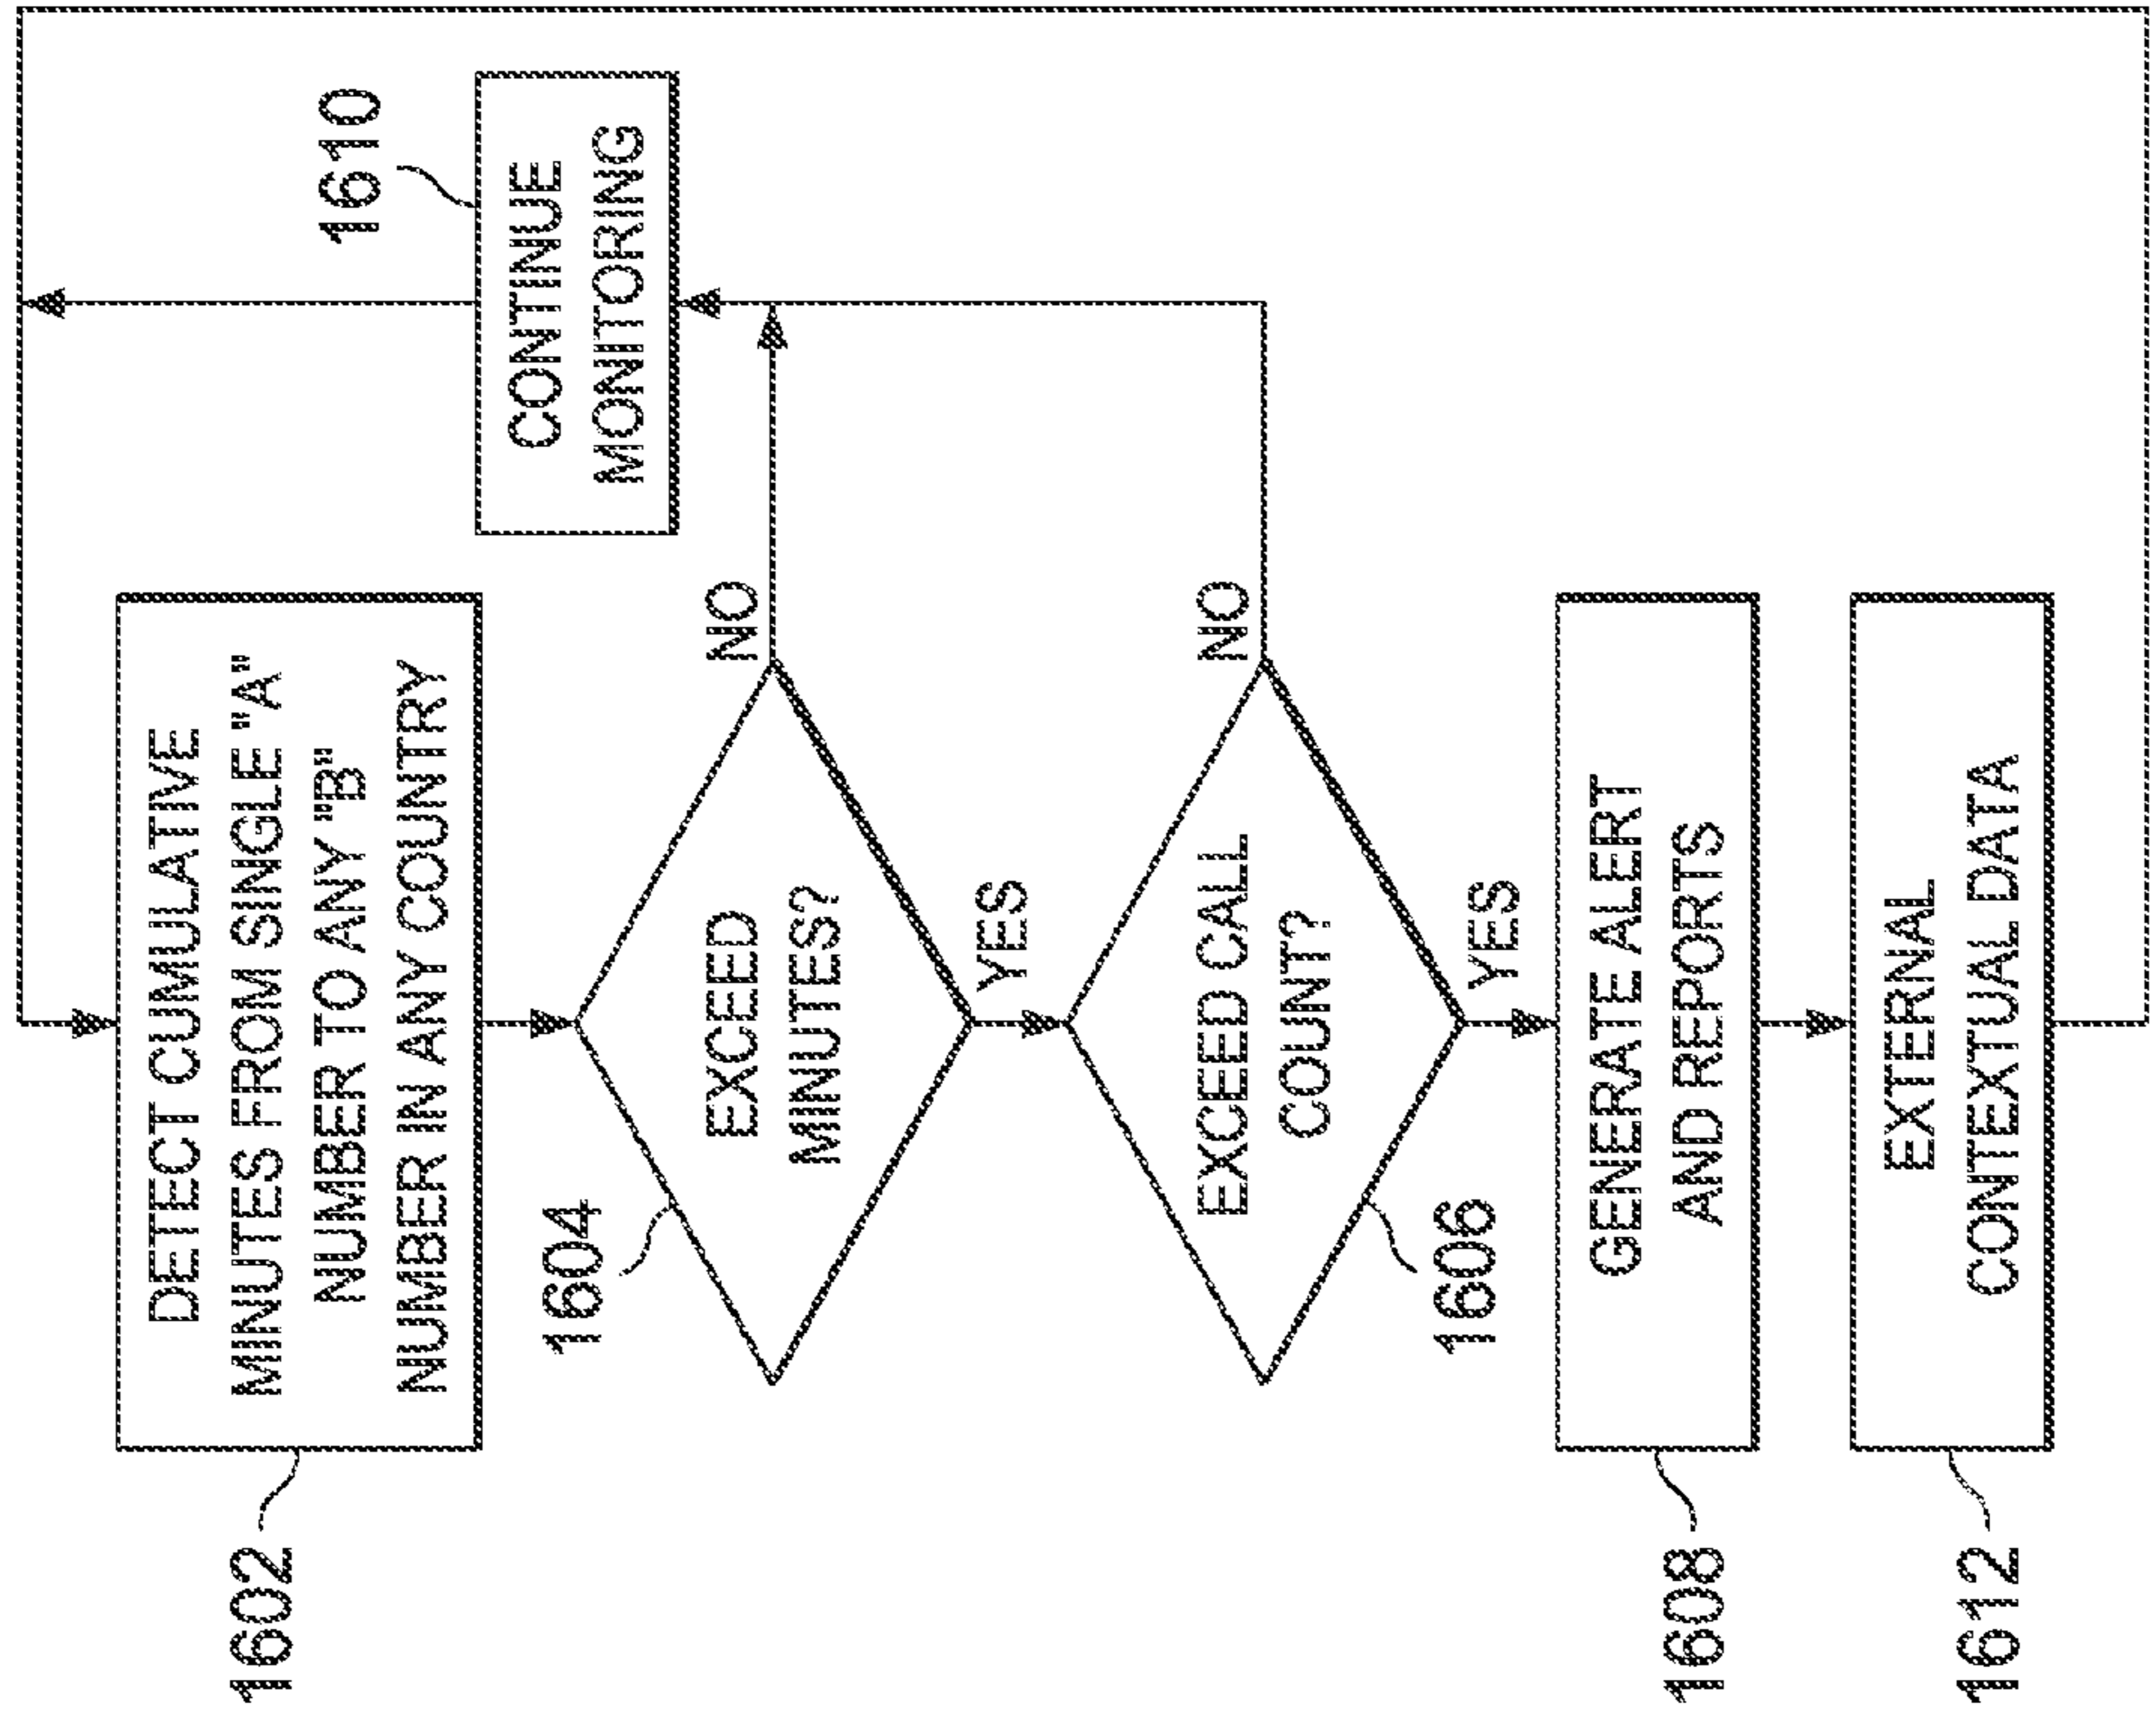 1602
DETECT CUMULATIVE
MINUTES FROM SINGLE "A"
NUMBER TO ANY "B"
NUMBER IN ANY COUNTRY
1604
EXCEED
MINUTES?
NO
YES
1610
CONTINUE
MONITORING
EXCEED CALL
COUNT?
NO
1606
YES
1608
GENERATE ALERT
AND REPORTS
1612
EXTERNAL
CONTEXTUAL DATA